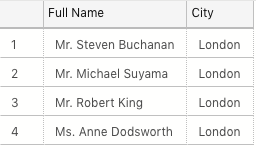 Full Name City
1 Mr. Steven Buchanan London
2 Mr. Michael Suyama London
3 Mr. Robert King London
4 Ms. Anne Dodsworth London